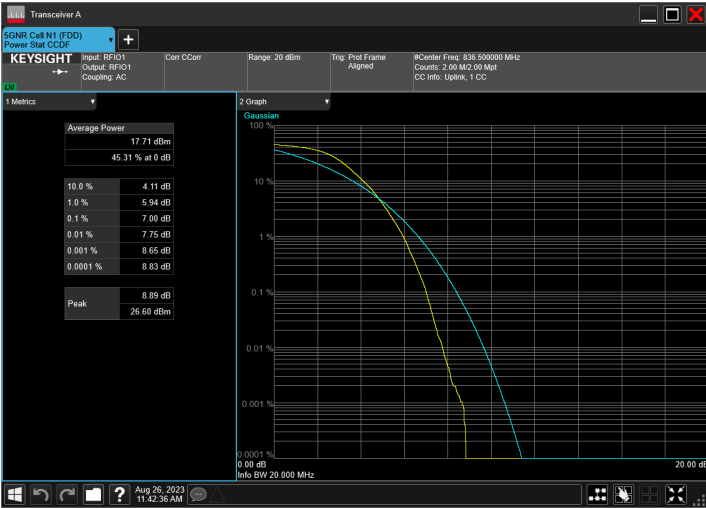 Transceiver A
5GNR Cell N1 (FDD)
Power Stat CCDF
KEYSIGHT
LXI
Input: RFIO1
Output: RFIO1
Coupling: AC
Corr CCorr
Range: 20 dBm
Trig: Prot Frame
Aligned
#Center Freq: 836.500000 MHz
Counts: 2.00 M/2.00 Mpt
CC Info: Uplink, 1 CC
1 Metrics
Average Power
17.71 dBm
45.31 % at 0 dB
10.0 % 4.11 dB
1.0 % 5.94 dB
0.1 % 7.00 dB
0.01 % 7.75 dB
0.001 % 8.65 dB
0.0001 % 8.83 dB
Peak 8.89 dB
26.60 dBm
2 Graph
Gaussian
100 %
10 %
1 %
0.1 %
0.01 %
0.001 %
0.0001 %
0.00 dB 20.00 dB
Info BW 20.000 MHz
Aug 26, 2023
11:42:36 AM